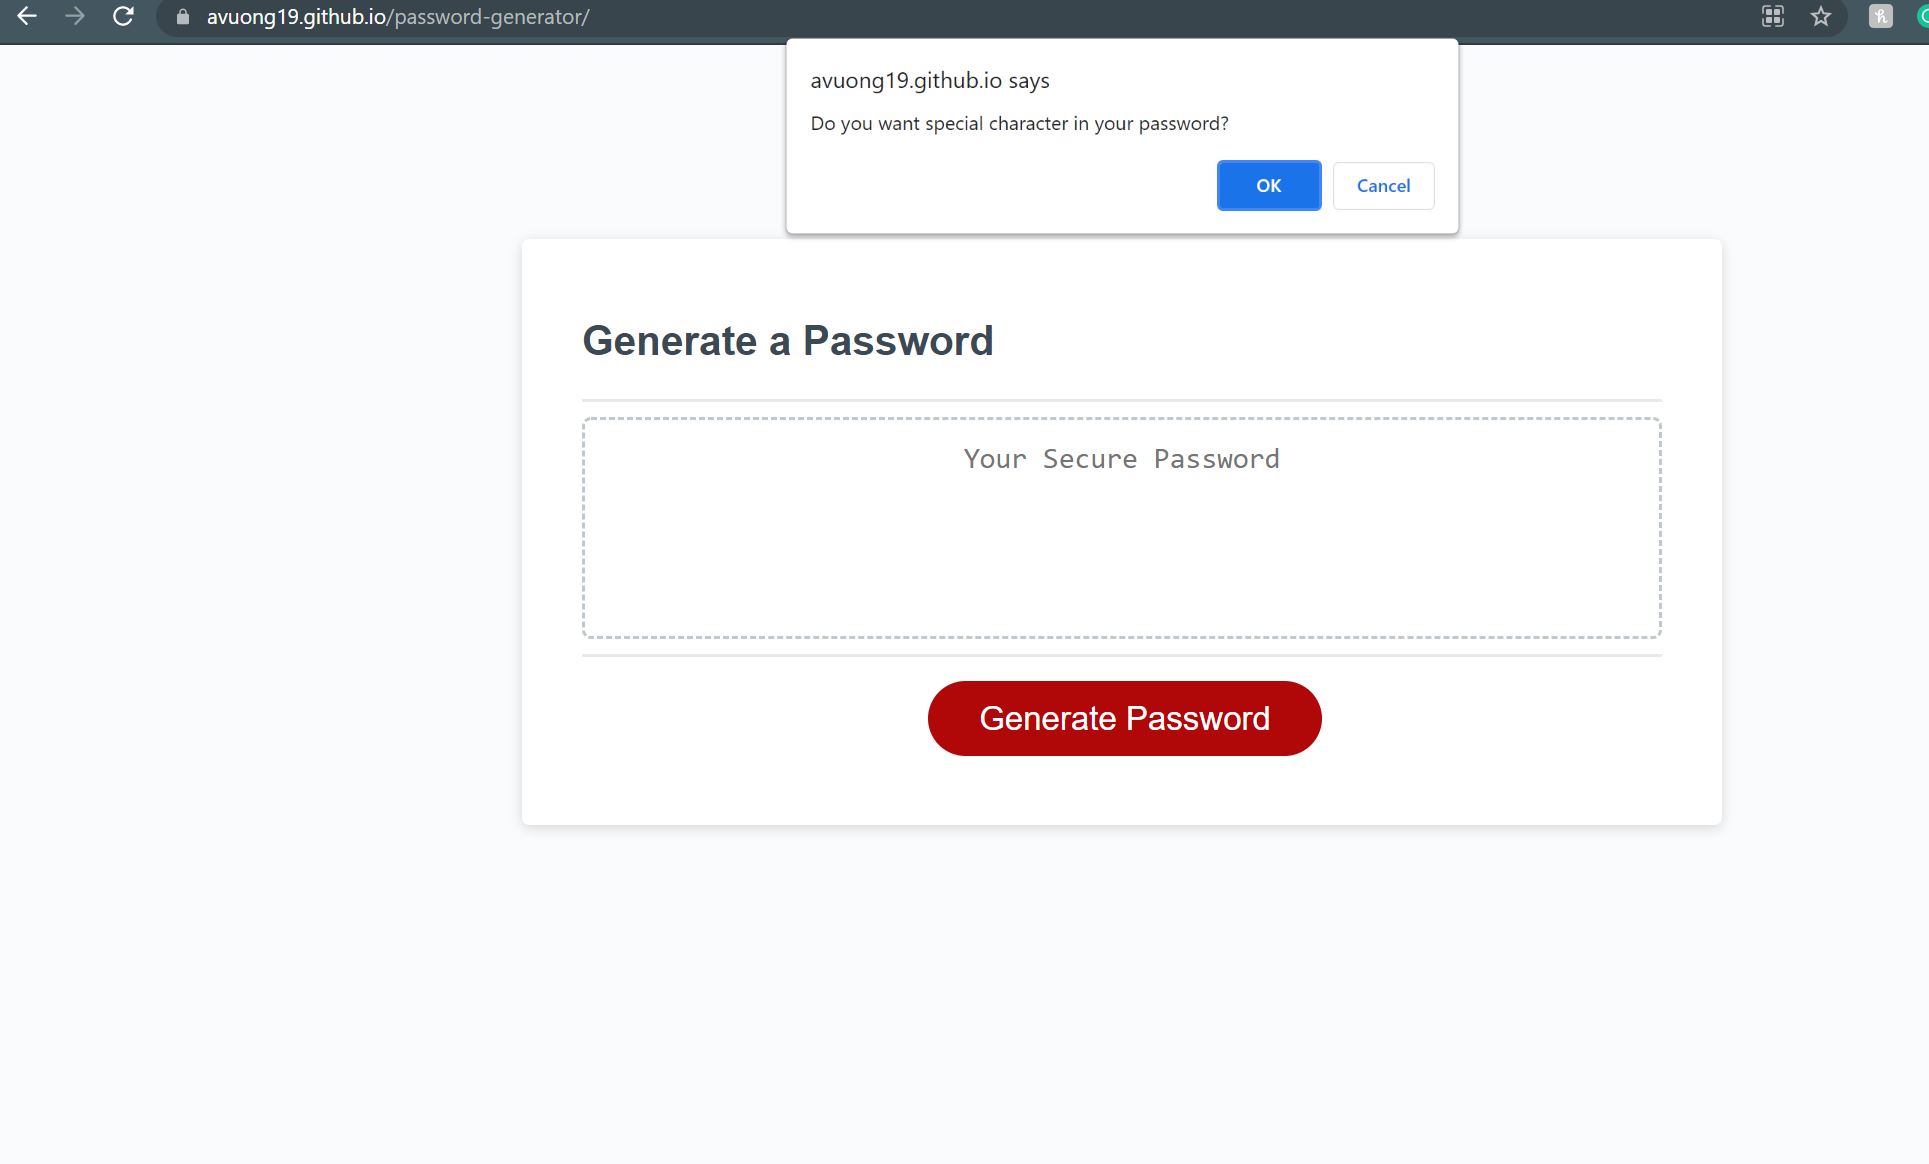 avuong19.github.io/password-generator/
avuong19.github.io says
Do you want special character in your password?
OK Cancel
Generate a Password
Your Secure Password
Generate Password